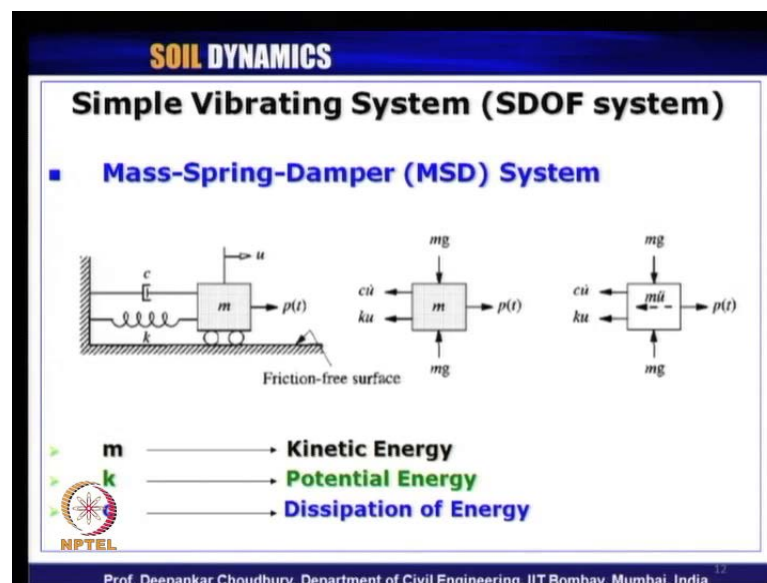 SOIL DYNAMICS
Simple Vibrating System (SDOF system)
Mass-Spring-Damper (MSD) System
u
c
m
p(t)
k
Friction-free surface
mg
cu̇
ku
m
p(t)
mg
mg
cu̇
ku
mü
p(t)
mg
m Kinetic Energy
k Potential Energy
Dissipation of Energy
NPTEL
12
Prof. Deepankar Choudhury, Department of Civil Engineering, IIT Bombay, Mumbai, India